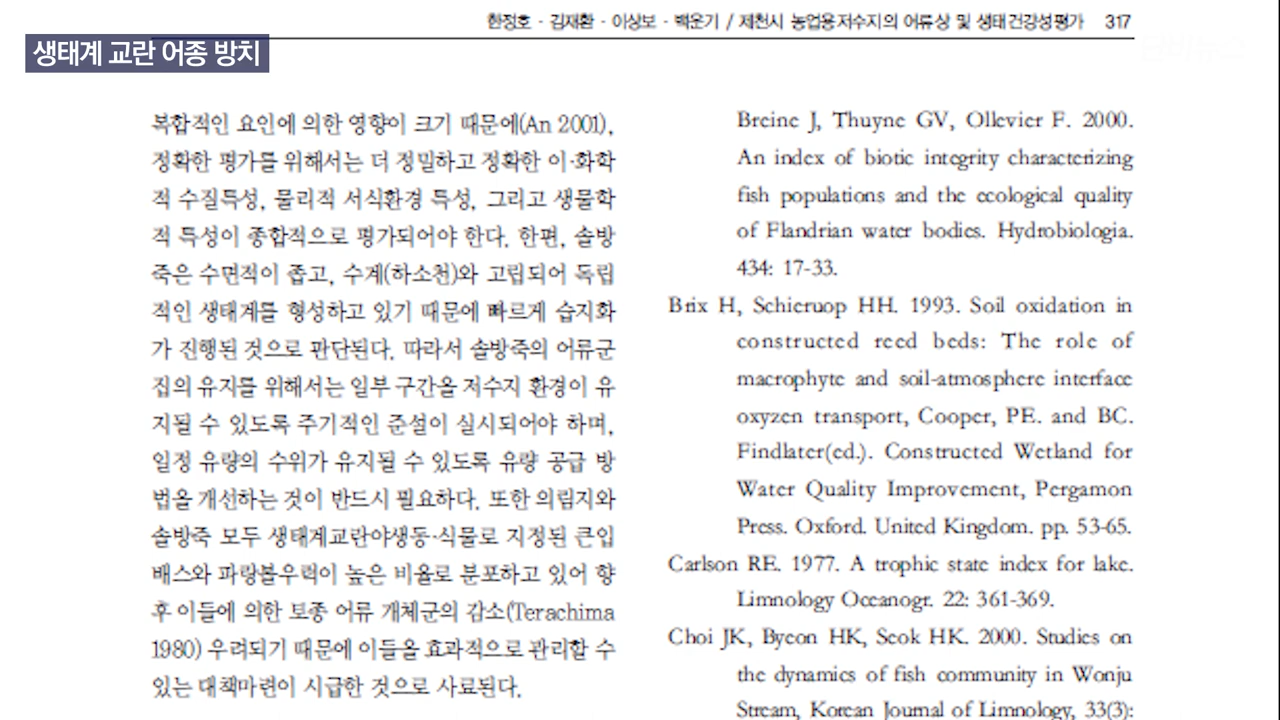 한정호 · 김재환 · 이상보 · 백운기 / 제천시 농업용저수지의 어류상 및 생태건강성평가 317
생태계 교란 어종 방치
복합적인 요인에 의한 영향이 크기 때문에(An 2001),
정확한 평가를 위해서는 더 정밀하고 정확한 이·화학
적 수질특성, 물리적 서식환경 특성, 그리고 생물학
적 특성이 종합적으로 평가되어야 한다. 한편, 솔방
죽은 수면적이 좁고, 수계(하소천)와 고립되어 독립
적인 생태계를 형성하고 있기 때문에 빠르게 습지화
가 진행된 것으로 판단된다. 따라서 솔방죽의 어류군
집의 유지를 위해서는 일부 구간을 저수지 환경이 유
지될 수 있도록 주기적인 준설이 실시되어야 하며,
일정 유량의 수위가 유지될 수 있도록 유량 공급 방
법을 개선하는 것이 반드시 필요하다. 또한 의림지와
솔방죽 모두 생태계교란야생동·식물로 지정된 큰입
배스와 파랑볼우럭이 높은 비율로 분포하고 있어 향
후 이들에 의한 토종 어류 개체군의 감소(Terachima
1980) 우려되기 때문에 이들을 효과적으로 관리할 수
있는 대책마련이 시급한 것으로 사료된다.
Breine J, Thuyne GV, Ollevier F. 2000.
An index of biotic integrity characterizing
fish populations and the ecological quality
of Flandrian water bodies. Hydrobiologia.
434: 17-33.
Brix H, Schieruop HH. 1993. Soil oxidation in
constructed reed beds: The role of
macrophyte and soil-atmosphere interface
oxyzen transport, Cooper, PE. and BC.
Findlater(ed.). Constructed Wetland for
Water Quality Improvement, Pergamon
Press. Oxford. United Kingdom. pp. 53-65.
Carlson RE. 1977. A trophic state index for lake.
Limnology Oceanogr. 22: 361-369.
Choi JK, Byeon HK, Seok HK. 2000. Studies on
the dynamics of fish community in Wonju
Stream, Korean Journal of Limnology, 33(3):